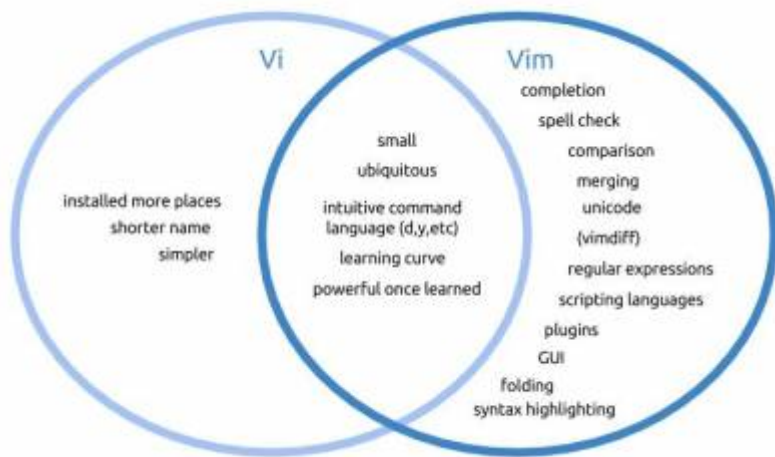 Vi
Vim
installed more places
shorter name
simpler
small
ubiquitous
intuitive command
language (d,y,etc)
learning curve
powerful once learned
completion
spell check
comparison
merging
unicode
(vimdiff)
regular expressions
scripting languages
plugins
GUI
folding
syntax highlighting